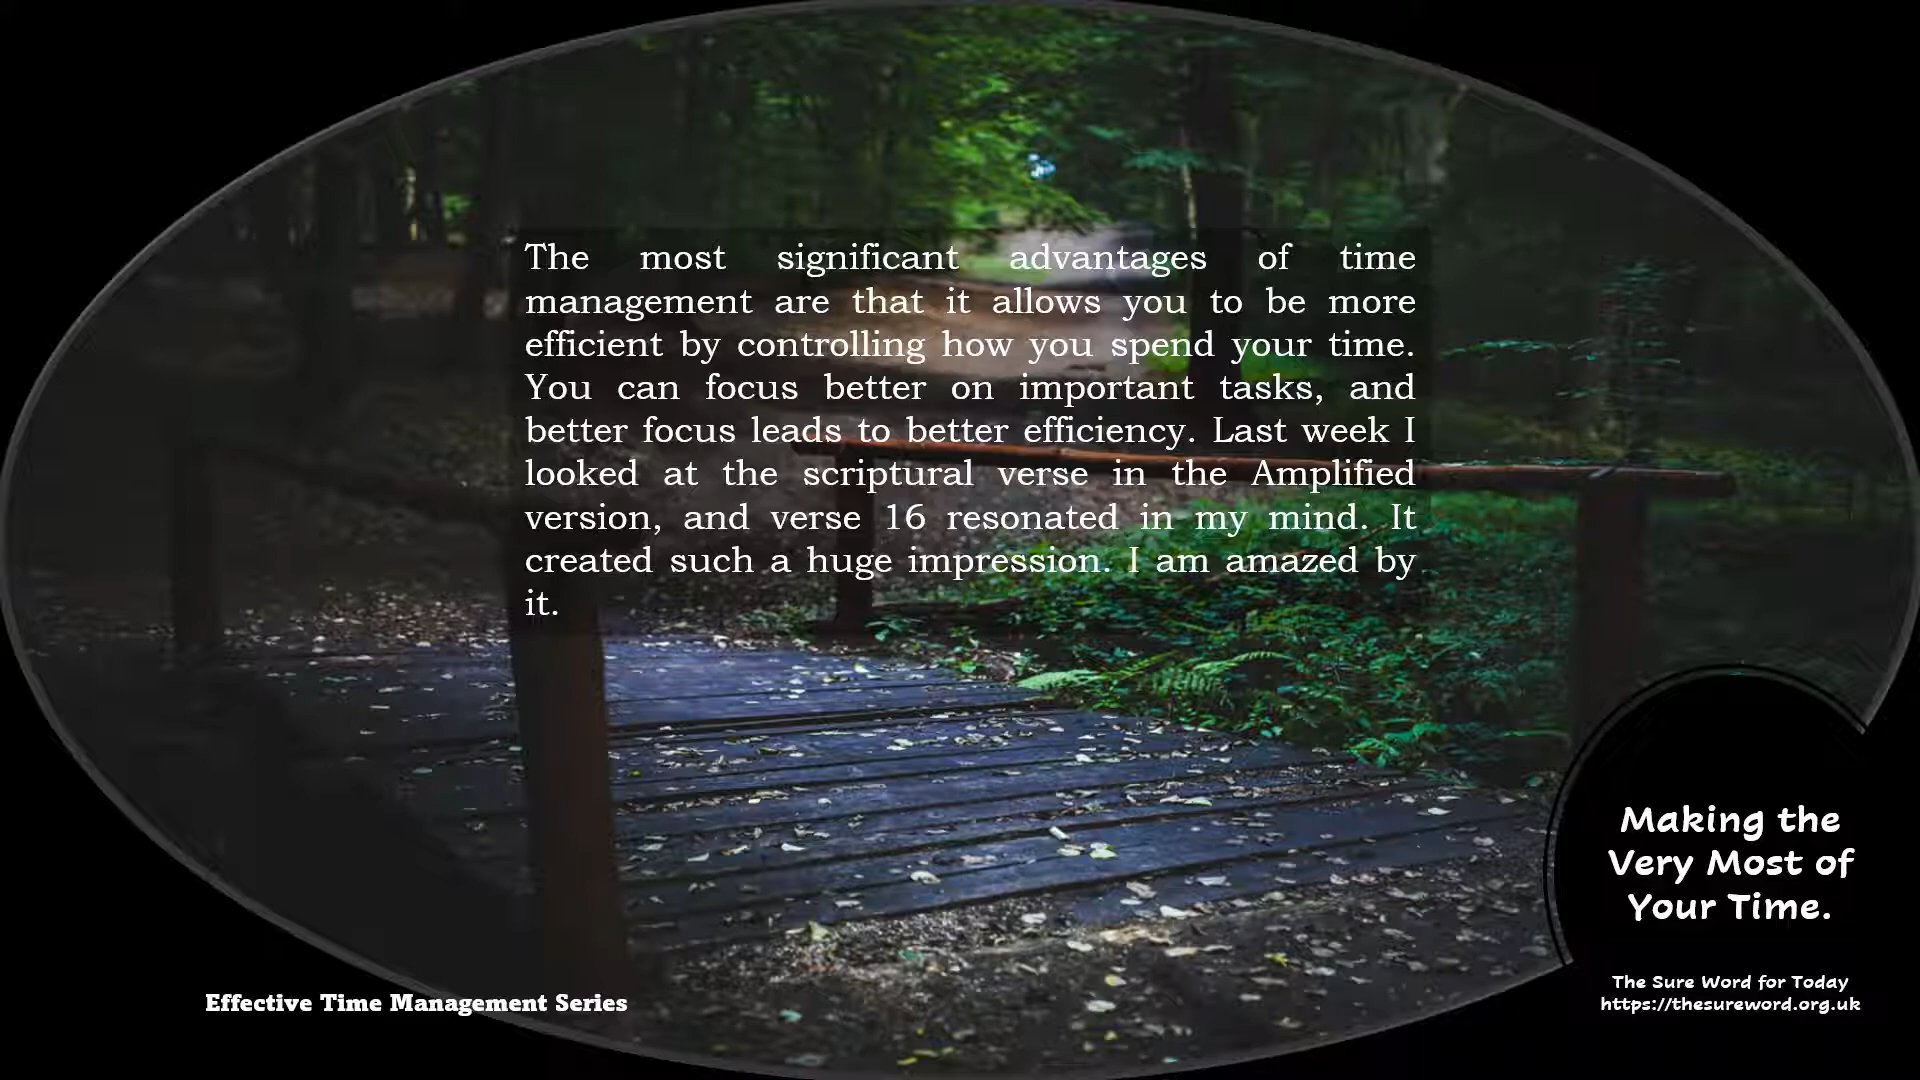 The most significant advantages of time
management are that it allows you to be more
efficient by controlling how you spend your time.
You can focus better on important tasks, and
better focus leads to better efficiency. Last week I
looked at the scriptural verse in the Amplified
version, and verse 16 resonated in my mind. It
created such a huge impression. I am amazed by
it.
Making the
Very Most of
Your Time.
The Sure Word for Today
https://thesureword.org.uk
Effective Time Management Series